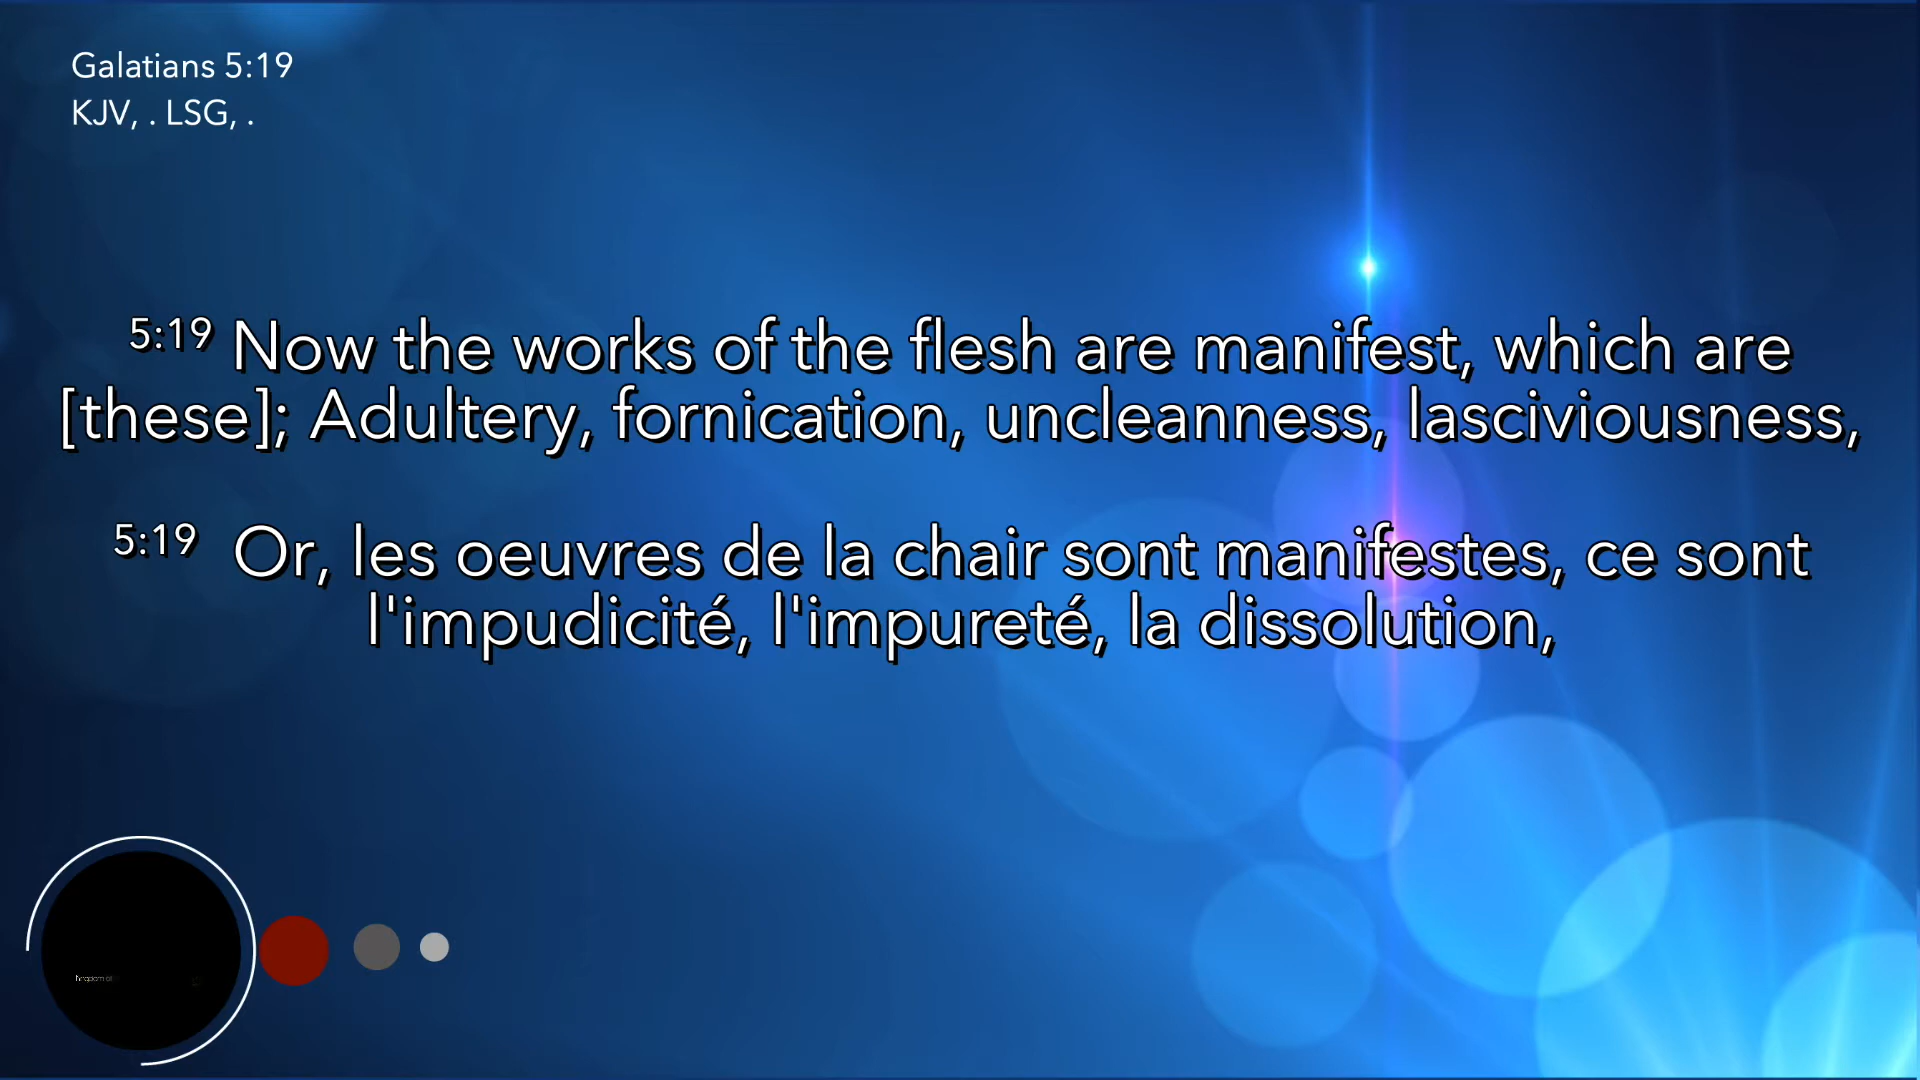 Galatians 5:19
KJV, . LSG, .
5:19 Now the works of the flesh are manifest, which are
[these]; Adultery, fornication, uncleanness, lasciviousness,
5:19 Or, les oeuvres de la chair sont manifestes, ce sont
l'impudicité, l'impureté, la dissolution,